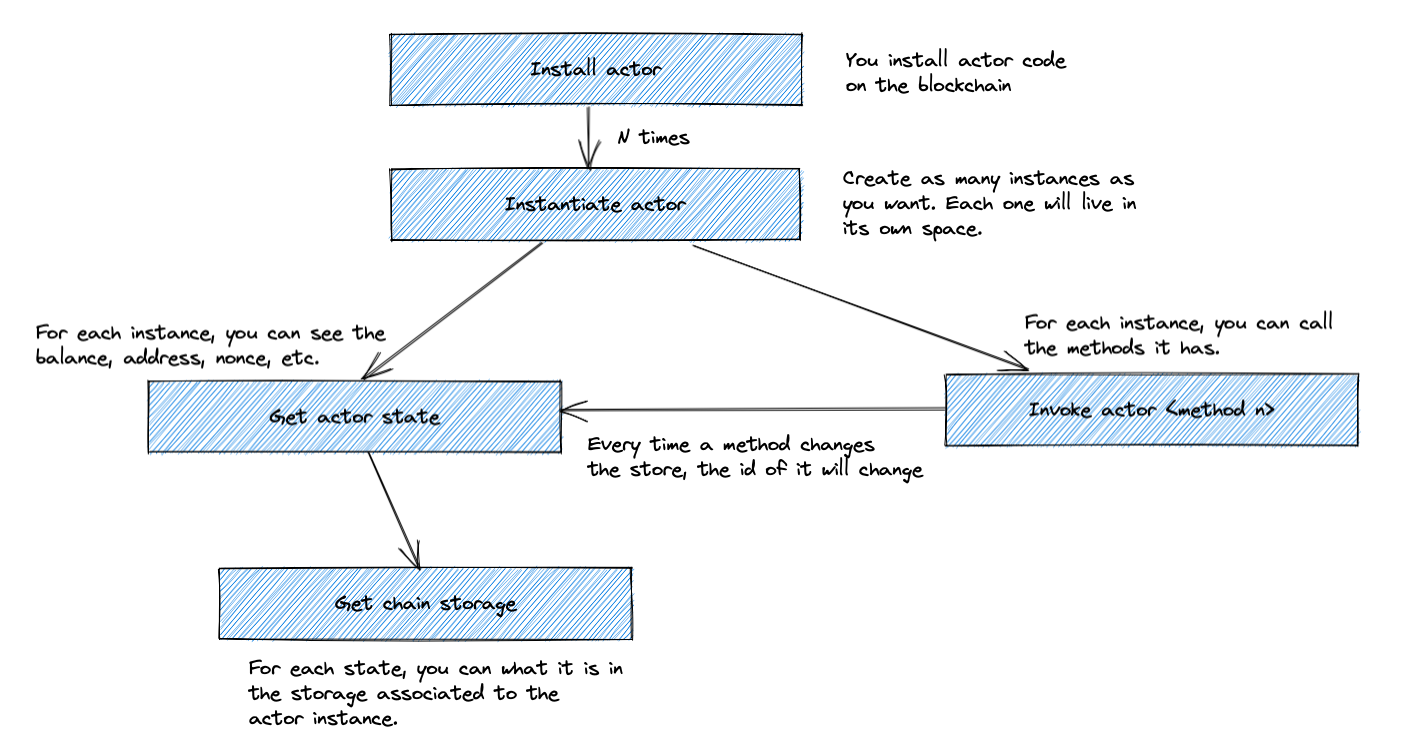 Install actor
You install actor code
on the blockchain
N times
Instantiate actor
Create as many instances as
you want. Each one will live in
its own space.
For each instance, you can see the
balance, address, nonce, etc.
For each instance, you can call
the methods it has.
Get actor state
Invoke actor <method n>
Every time a method changes
the store, the id of it will change
Get chain storage
For each state, you can what it is in
the storage associated to the
actor instance.